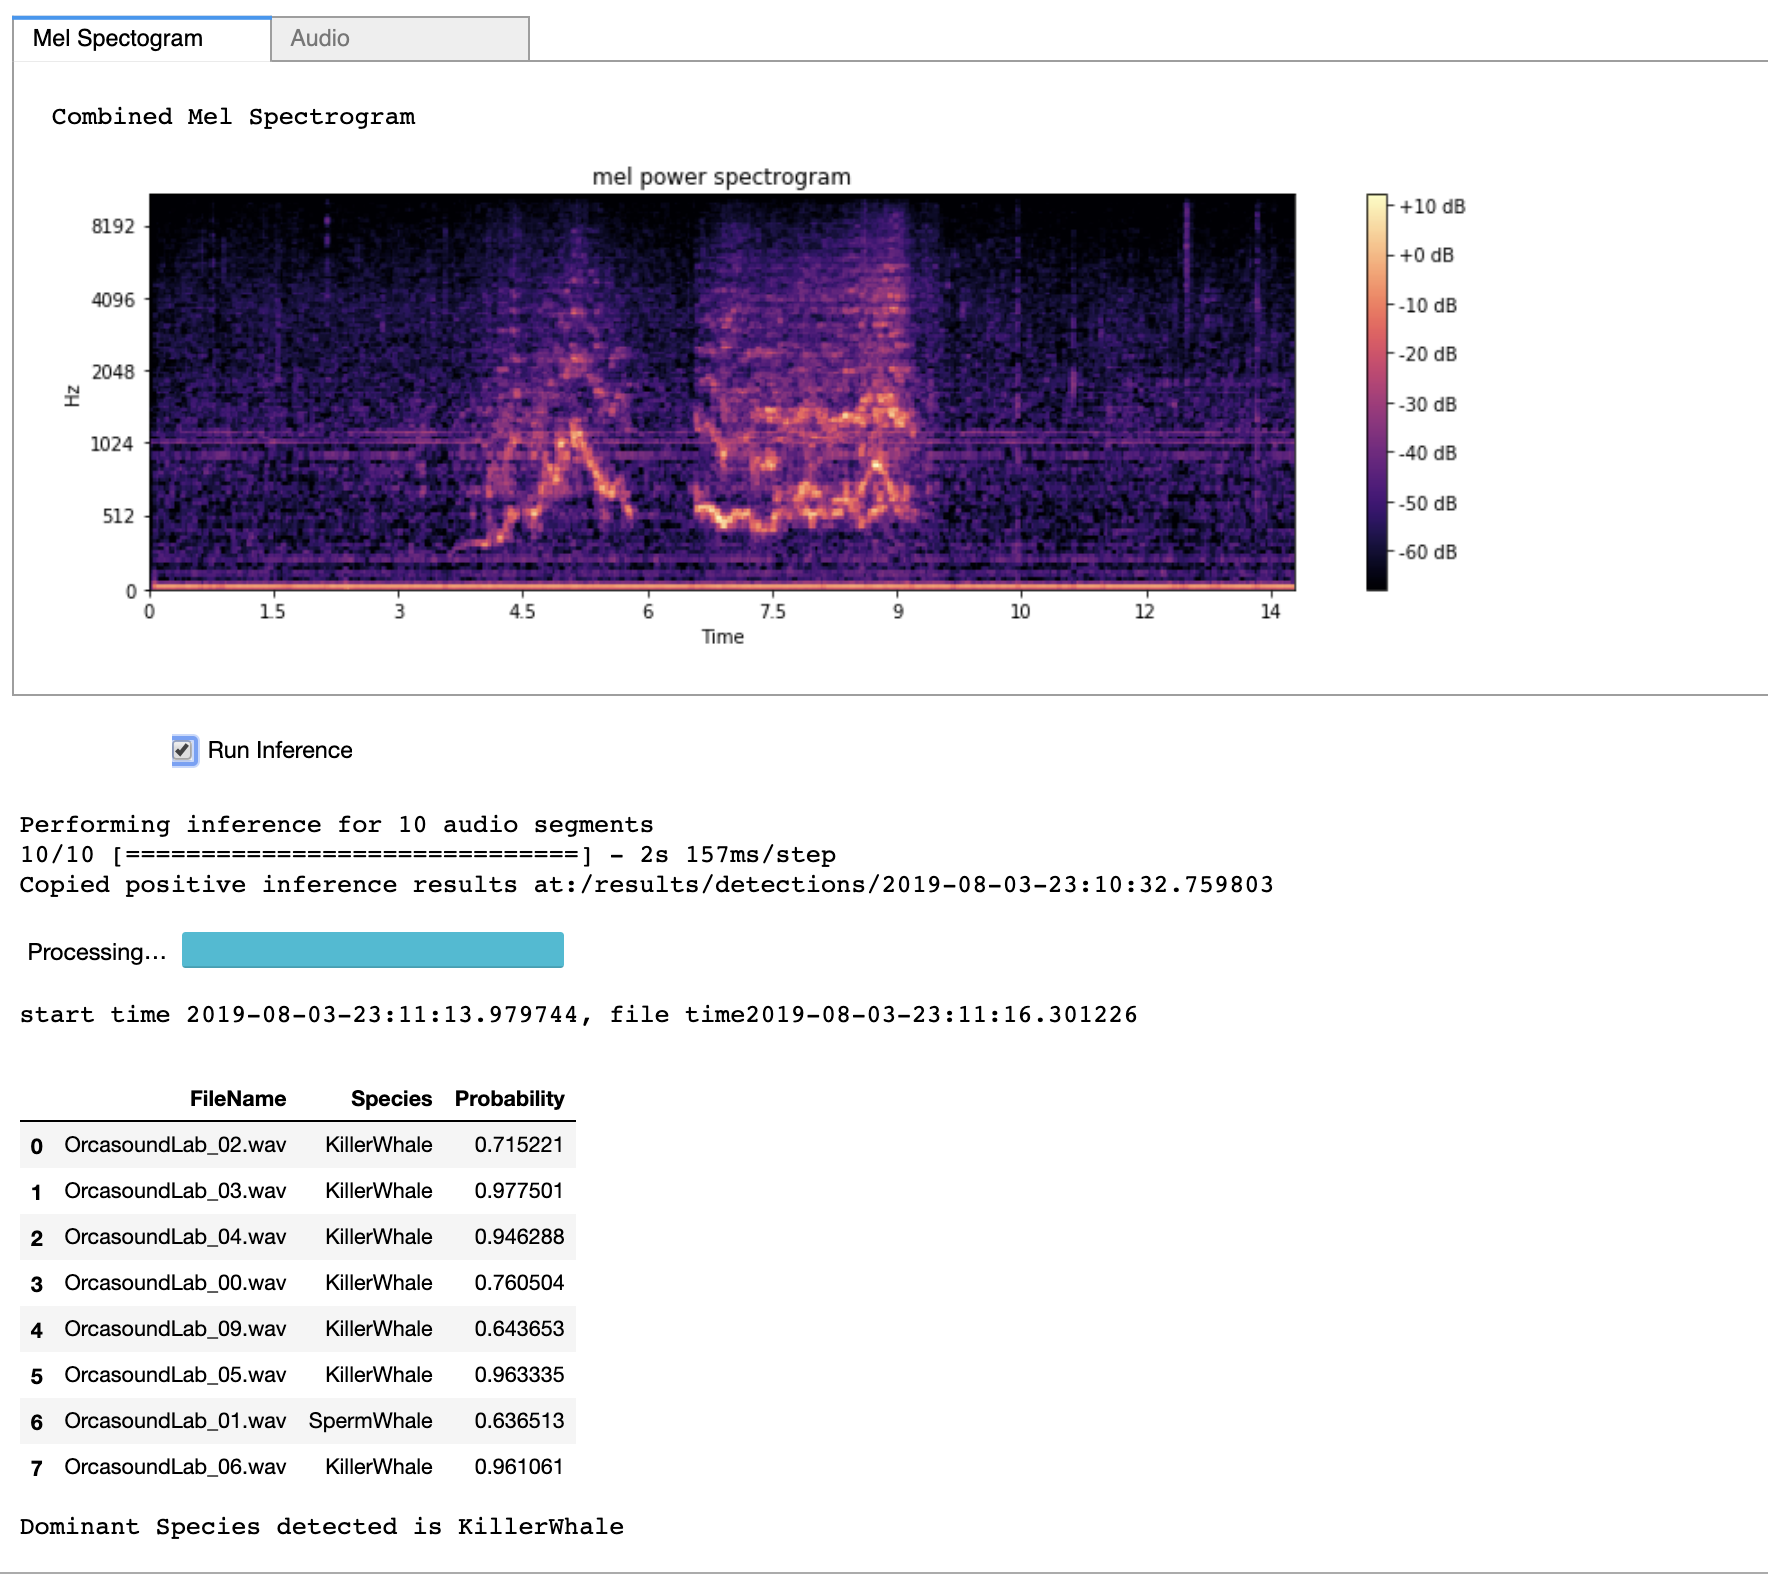 Mel Spectogram Audio
Combined Mel Spectrogram
mel power spectrogram
8192
4096
2048
1024
512
0
Hz
0 1.5 3 4.5 6 7.5 9 10 12 14
Time
+10 dB
+0 dB
-10 dB
-20 dB
-30 dB
-40 dB
-50 dB
-60 dB
Run Inference
Performing inference for 10 audio segments
10/10 [==============================] - 2s 157ms/step
Copied positive inference results at:/results/detections/2019-08-03-23:10:32.759803
Processing...
start time 2019-08-03-23:11:13.979744, file time2019-08-03-23:11:16.301226
FileName Species Probability
0 OrcasoundLab_02.wav KillerWhale 0.715221
1 OrcasoundLab_03.wav KillerWhale 0.977501
2 OrcasoundLab_04.wav KillerWhale 0.946288
3 OrcasoundLab_00.wav KillerWhale 0.760504
4 OrcasoundLab_09.wav KillerWhale 0.643653
5 OrcasoundLab_05.wav KillerWhale 0.963335
6 OrcasoundLab_01.wav SpermWhale 0.636513
7 OrcasoundLab_06.wav KillerWhale 0.961061
Dominant Species detected is KillerWhale